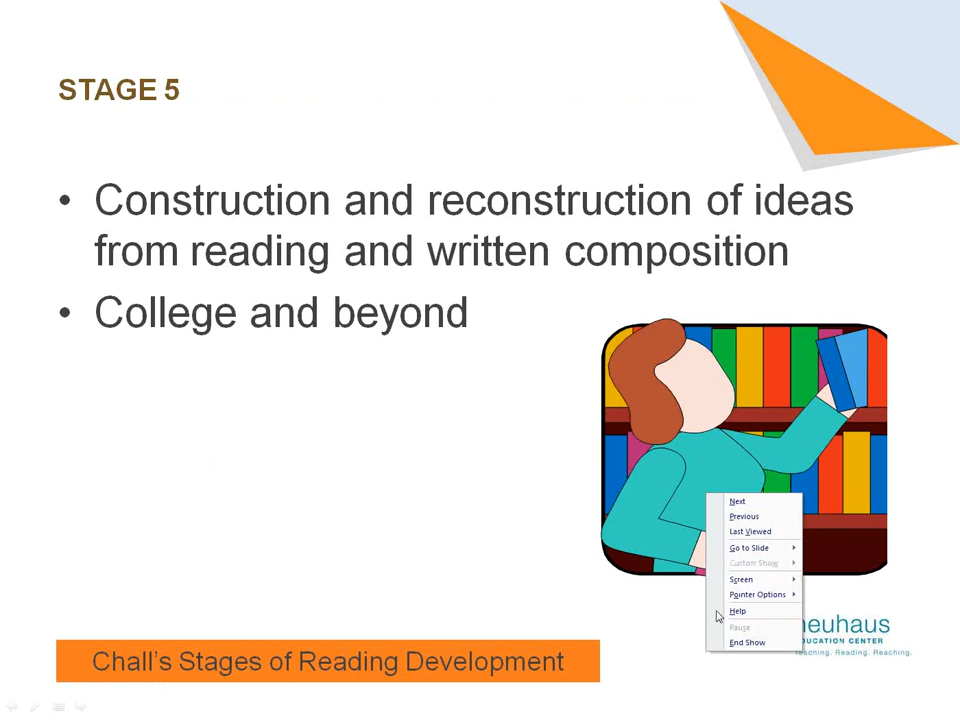 STAGE 5
• Construction and reconstruction of ideas
from reading and written composition
• College and beyond
Next
Previous
Last Viewed
Go to Slide
Custom Show
Screen
Pointer Options
Help
Pause
End Show
neuhaus
EDUCATION CENTER
Teaching. Reading. Reaching.
Chall's Stages of Reading Development